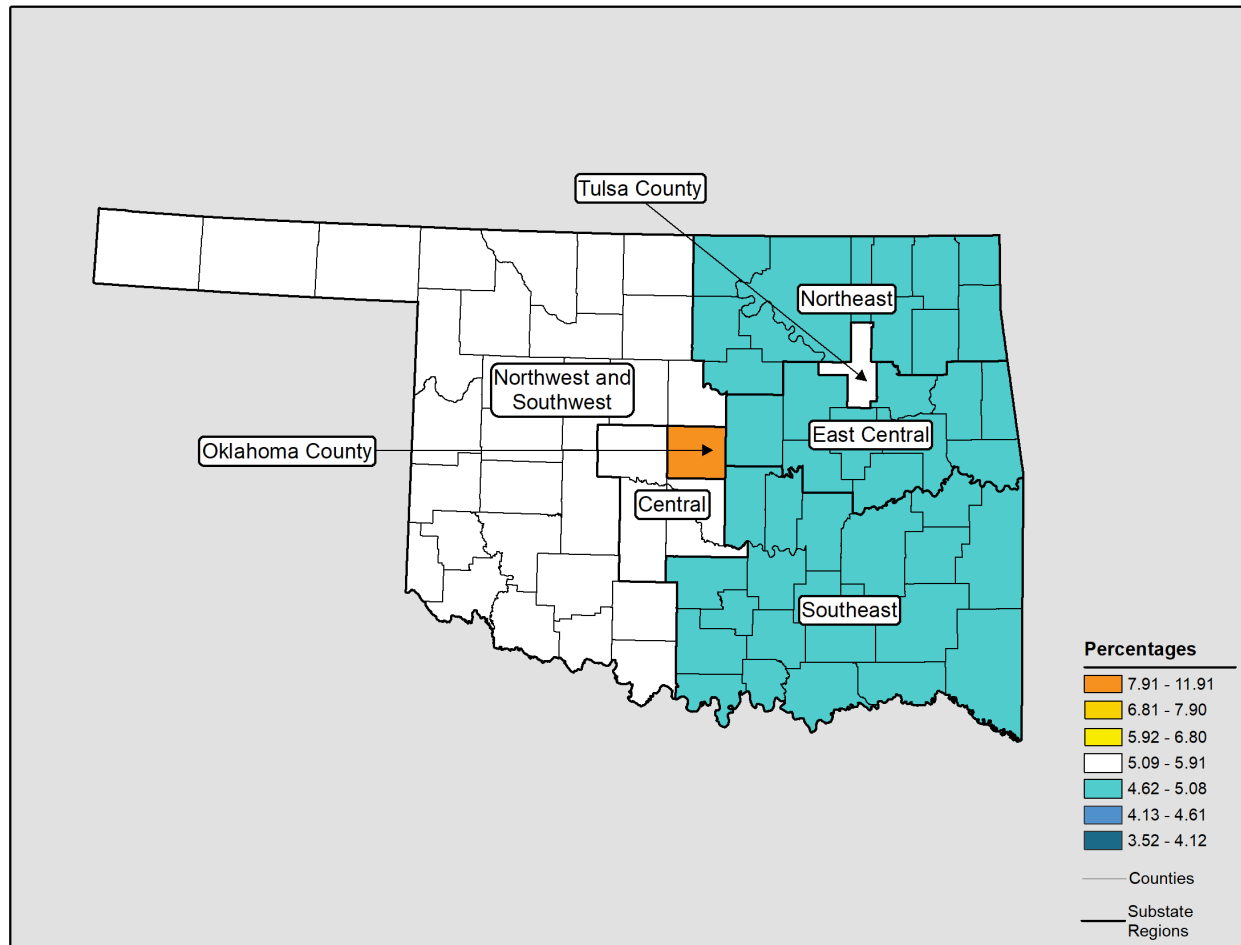 Tulsa County
Northeast
Northwest and
Southwest
East Central
Oklahoma County
Central
Southeast
Percentages
7.91 - 11.91
6.81 - 7.90
5.92 - 6.80
5.09 - 5.91
4.62 - 5.08
4.13 - 4.61
3.52 - 4.12
Counties
Substate
Regions